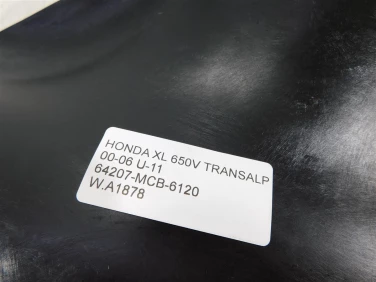 HONDA XL 650V TRANSALP
00-06 U-11
64207-MCB-6120
W.A1878